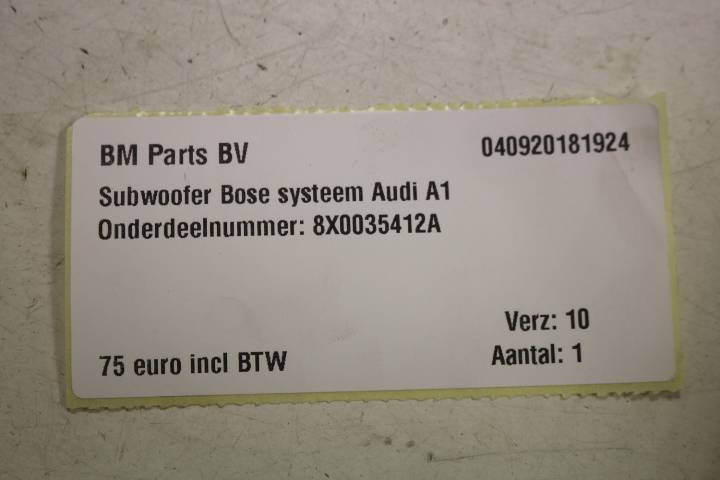 BM Parts BV 040920181924
Subwoofer Bose systeem Audi A1
Onderdeelnummer: 8X0035412A
Verz: 10
75 euro incl BTW Aantal: 1